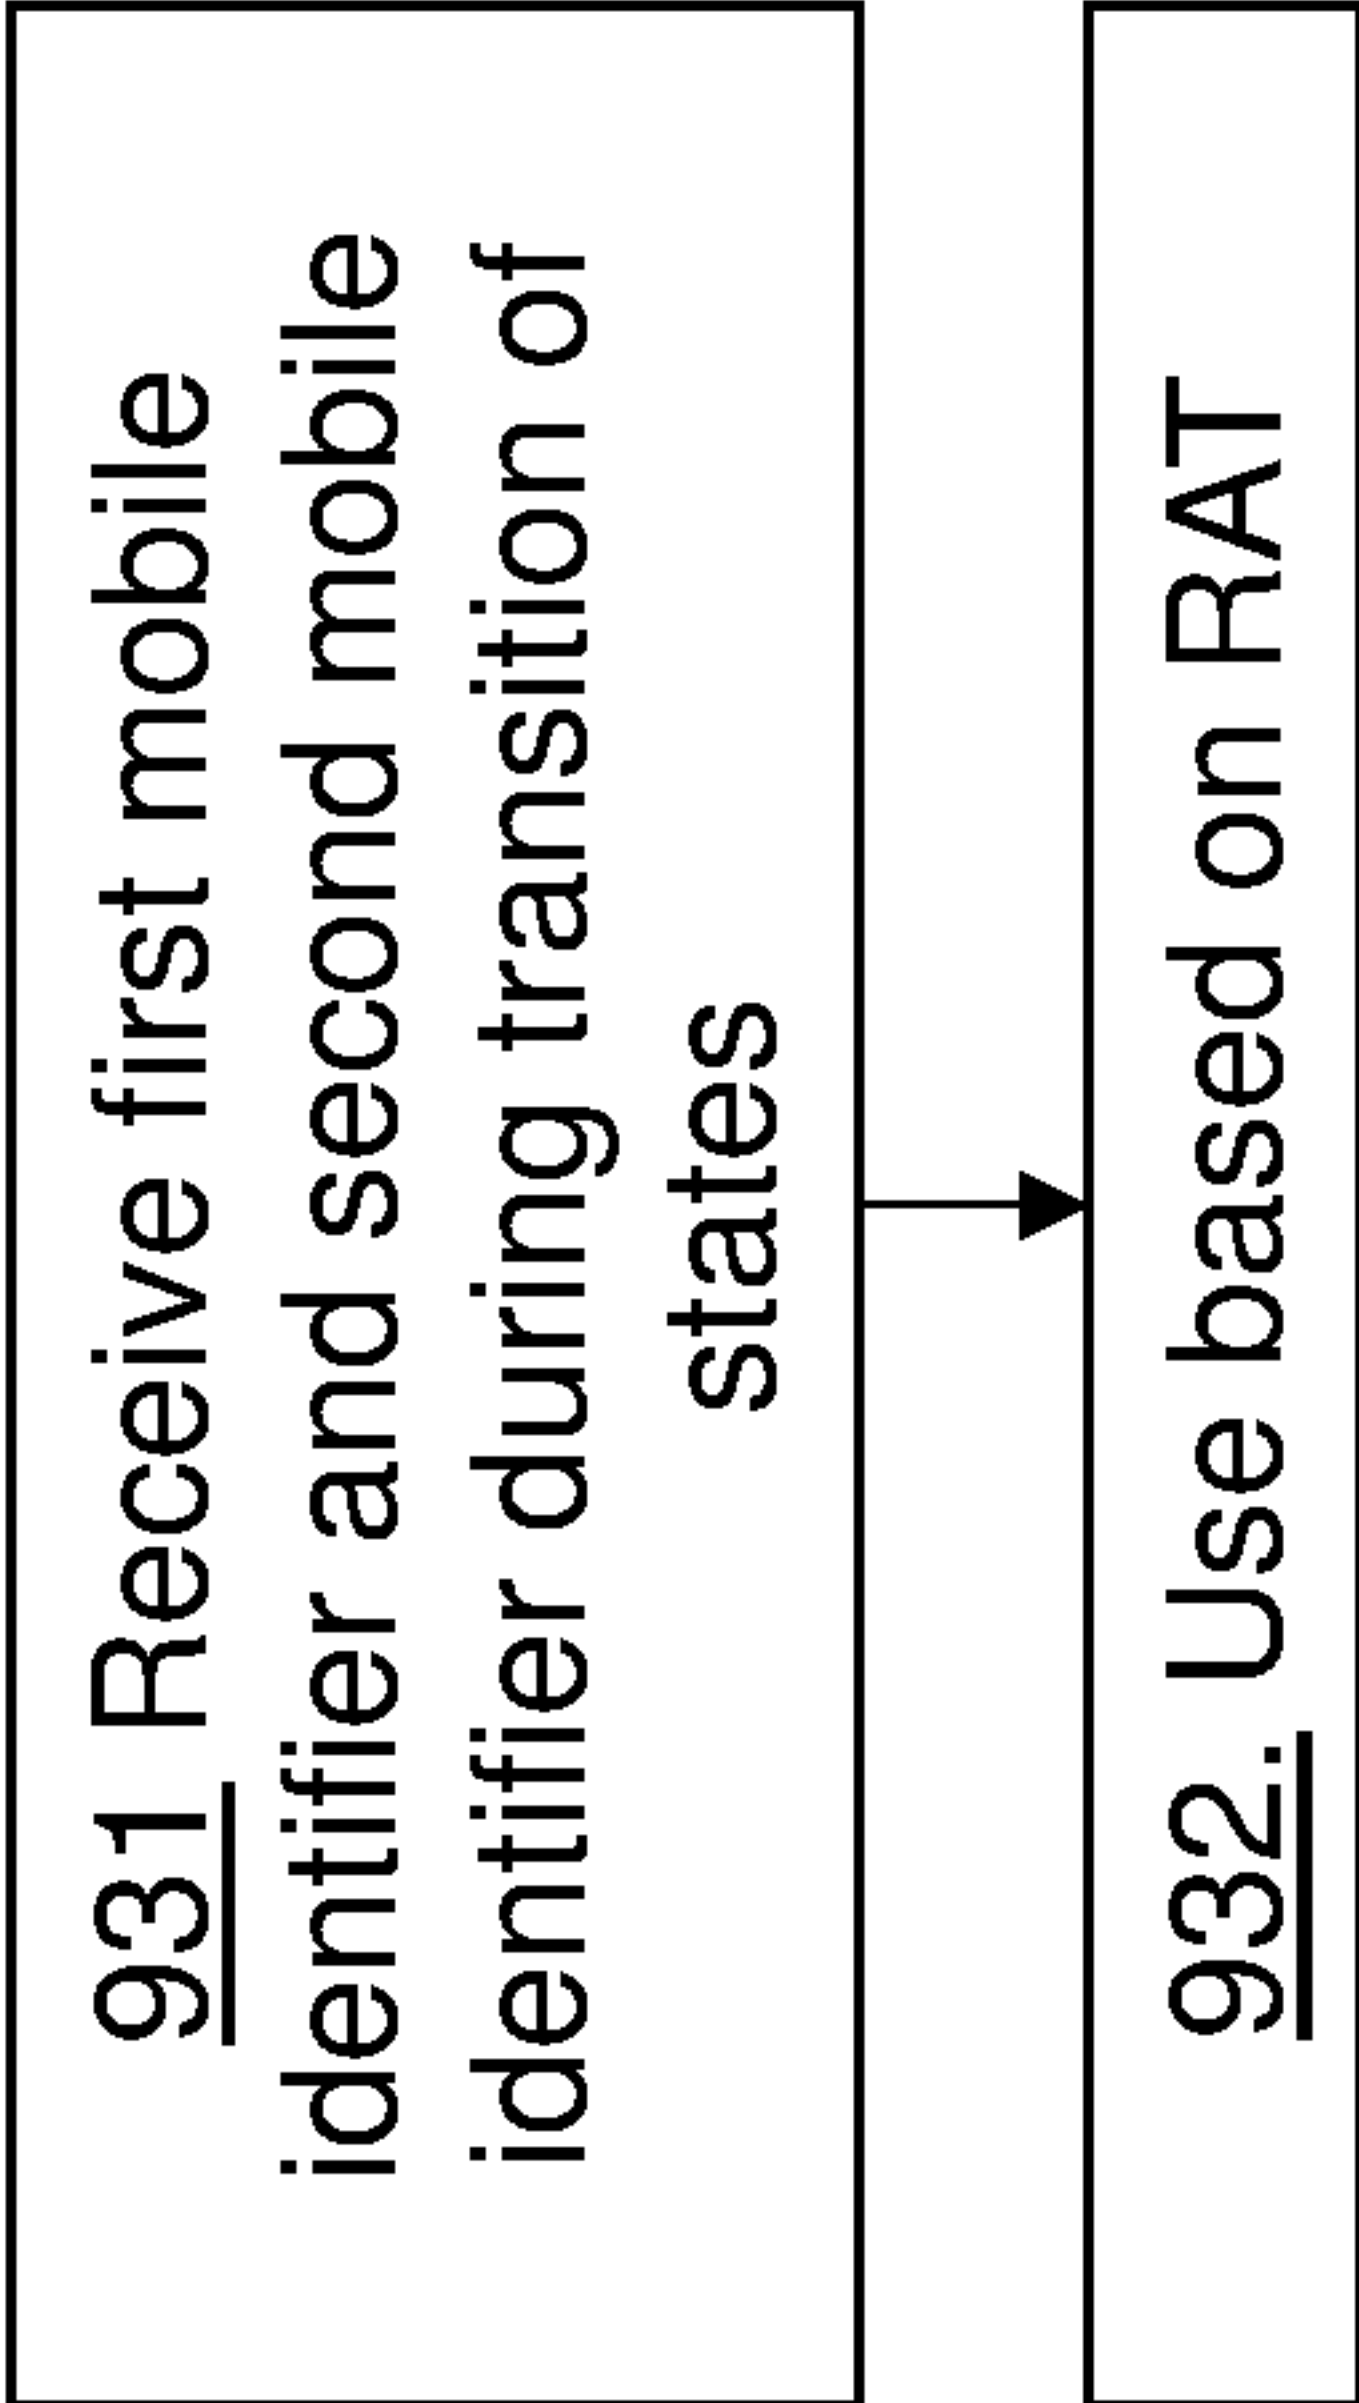 931 Receive first mobile
identifier and second mobile
identifier during transition of
states
932. Use based on RAT